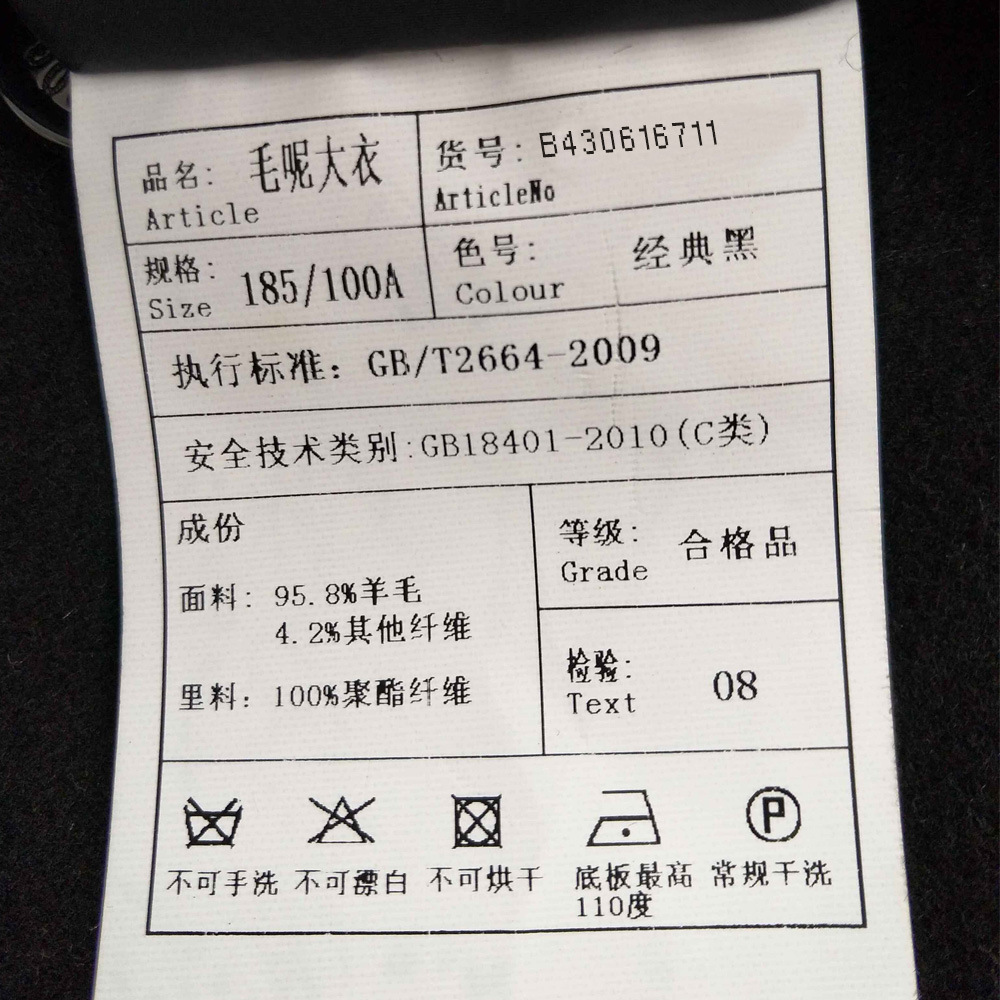 品名: 毛呢大衣
Article
货号: B430616711
ArticleNo
规格: 185/100A
Size
色号: 经典黑
Colour
执行标准: GB/T2664-2009
安全技术类别:GB18401-2010(C类)
成份
面料: 95.8%羊毛
4.2%其他纤维
里料: 100%聚酯纤维
等级: 合格品
Grade
检验: 08
Text
P
不可手洗 不可漂白 不可烘干 底板最高 常规干洗
110度